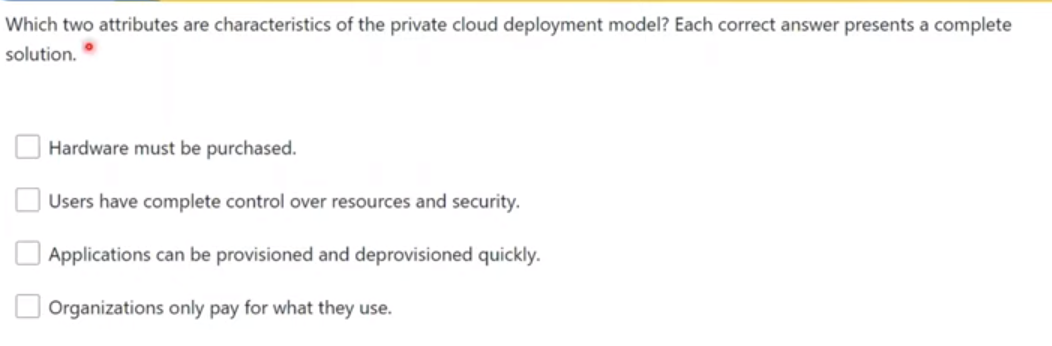 Which two attributes are characteristics of the private cloud deployment model? Each correct answer presents a complete
solution.
Hardware must be purchased.
Users have complete control over resources and security.
Applications can be provisioned and deprovisioned quickly.
Organizations only pay for what they use.